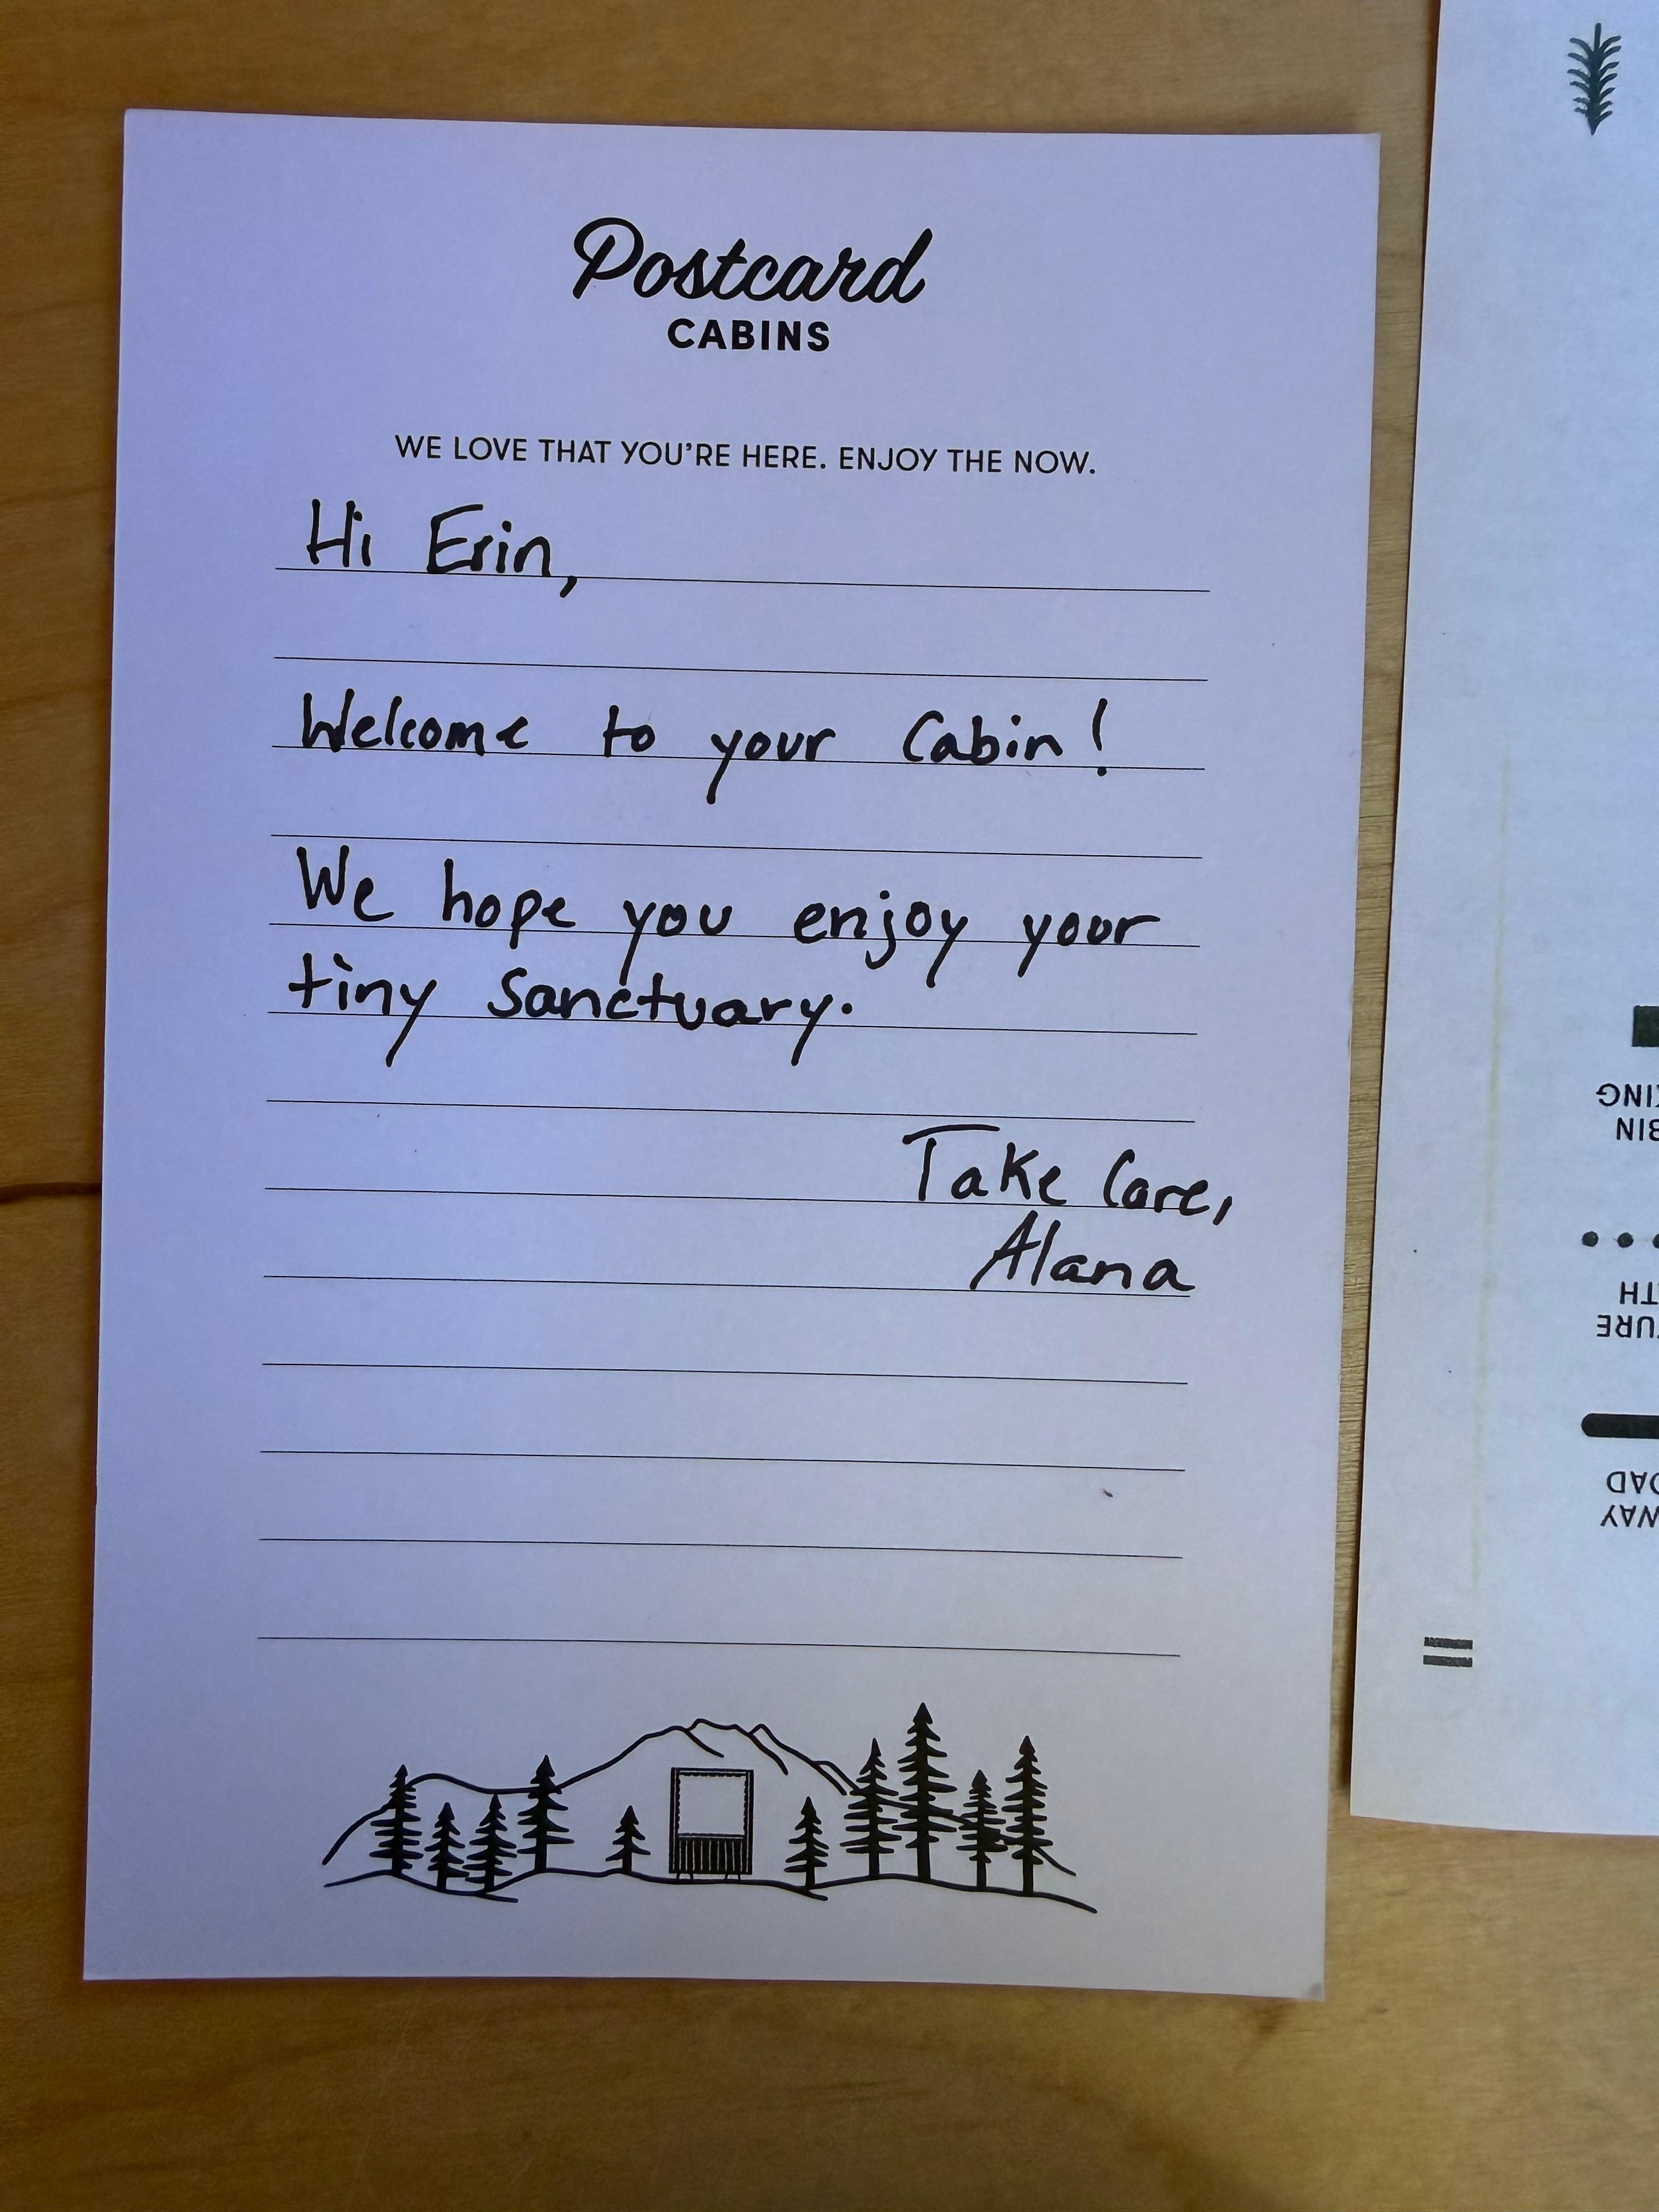 Postcard
CABINS
WE LOVE THAT YOU'RE HERE. ENJOY THE NOW.
Hi Erin,
Welcome to your Cabin!
We hope you enjoy your
tiny Sanctuary.
Take Care,
Alana